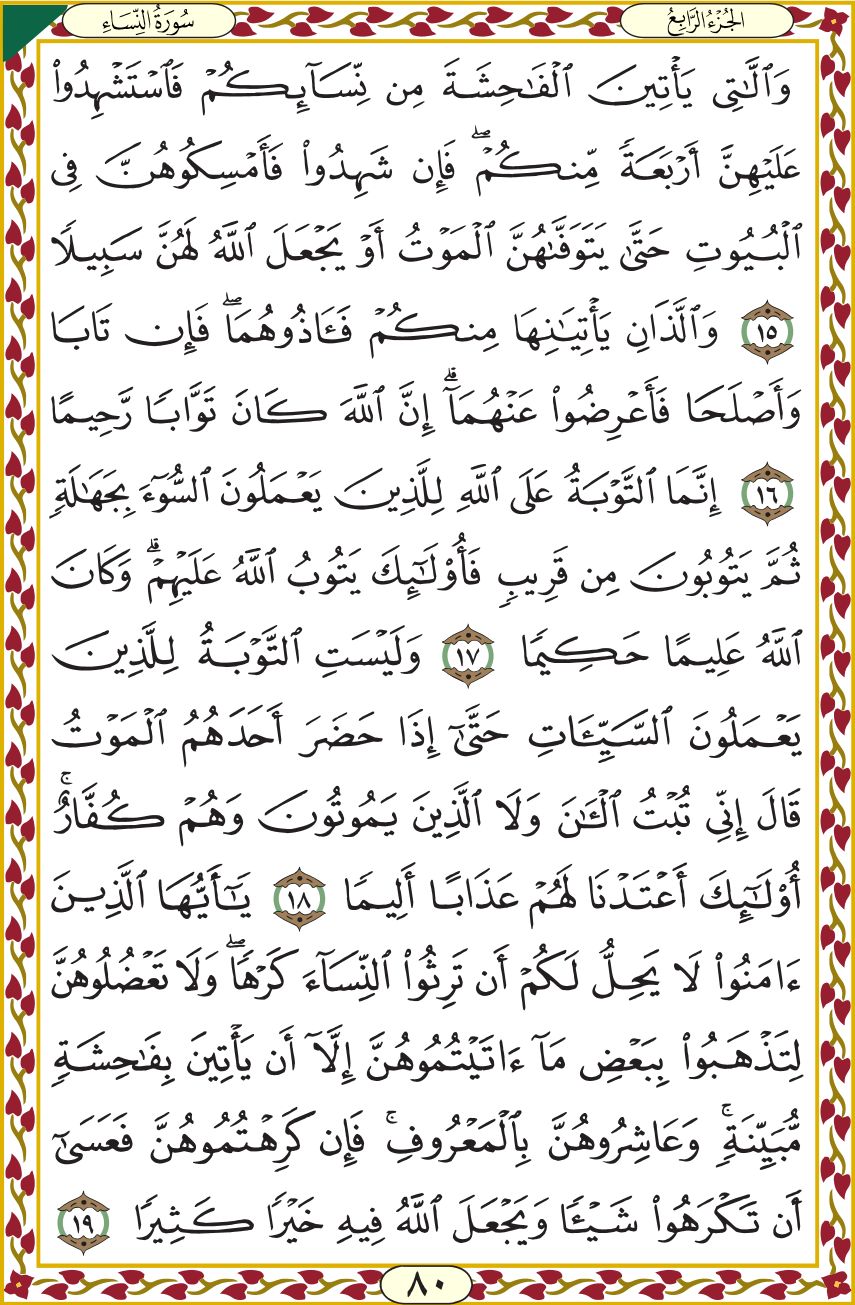 الجُزْءُ الرَّابِعُ
سُورَةُ النِّسَاءِ
وَٱلَّٰتِى يَأْتِينَ ٱلْفَٰحِشَةَ مِن نِّسَآئِكُمْ فَٱسْتَشْهِدُوا۟
عَلَيْهِنَّ أَرْبَعَةً مِّنكُمْ ۖ فَإِن شَهِدُوا۟ فَأَمْسِكُوهُنَّ فِى
ٱلْبُيُوتِ حَتَّىٰ يَتَوَفَّىٰهُنَّ ٱلْمَوْتُ أَوْ يَجْعَلَ ٱللَّهُ لَهُنَّ سَبِيلًا
١٥ وَٱلَّذَانِ يَأْتِيَٰنِهَا مِنكُمْ فَـَٔاذُوهُمَا ۖ فَإِن تَابَا
وَأَصْلَحَا فَأَعْرِضُوا۟ عَنْهُمَآ ۗ إِنَّ ٱللَّهَ كَانَ تَوَّابًا رَّحِيمًا
١٦ إِنَّمَا ٱلتَّوْبَةُ عَلَى ٱللَّهِ لِلَّذِينَ يَعْمَلُونَ ٱلسُّوٓءَ بِجَهَٰلَةٍ
ثُمَّ يَتُوبُونَ مِن قَرِيبٍ فَأُو۟لَٰٓئِكَ يَتُوبُ ٱللَّهُ عَلَيْهِمْ ۗ وَكَانَ
ٱللَّهُ عَلِيمًا حَكِيمًا ١٧ وَلَيْسَتِ ٱلتَّوْبَةُ لِلَّذِينَ
يَعْمَلُونَ ٱلسَّيِّـَٔاتِ حَتَّىٰٓ إِذَا حَضَرَ أَحَدَهُمُ ٱلْمَوْتُ
قَالَ إِنِّى تُبْتُ ٱلْـَٰٔنَ وَلَا ٱلَّذِينَ يَمُوتُونَ وَهُمْ كُفَّارٌ ۚ
أُو۟لَٰٓئِكَ أَعْتَدْنَا لَهُمْ عَذَابًا أَلِيمًا ١٨ يَٰٓأَيُّهَا ٱلَّذِينَ
ءَامَنُوا۟ لَا يَحِلُّ لَكُمْ أَن تَرِثُوا۟ ٱلنِّسَآءَ كَرْهًا ۖ وَلَا تَعْضُلُوهُنَّ
لِتَذْهَبُوا۟ بِبَعْضِ مَآ ءَاتَيْتُمُوهُنَّ إِلَّآ أَن يَأْتِينَ بِفَٰحِشَةٍ
مُّبَيِّنَةٍ ۚ وَعَاشِرُوهُنَّ بِٱلْمَعْرُوفِ ۚ فَإِن كَرِهْتُمُوهُنَّ فَعَسَىٰٓ
أَن تَكْرَهُوا۟ شَيْـًٔا وَيَجْعَلَ ٱللَّهُ فِيهِ خَيْرًا كَثِيرًا ١٩
٨٠